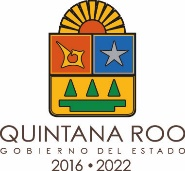 QUINTANA ROO
GOBIERNO DEL ESTADO
2016 • 2022